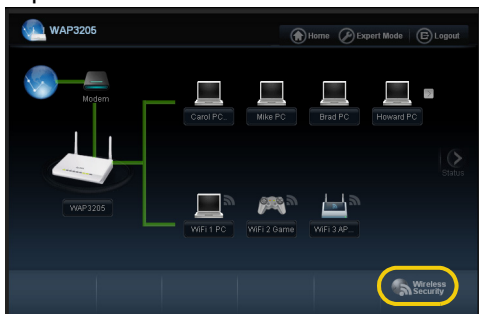 WAP3205
Home Expert Mode Logout
Modem
Carol PC.. Mike PC Brad PC Howard PC
Status
WAP3205
WiFi 1 PC WiFi 2 Game WiFi 3 AP...
Wireless
Security